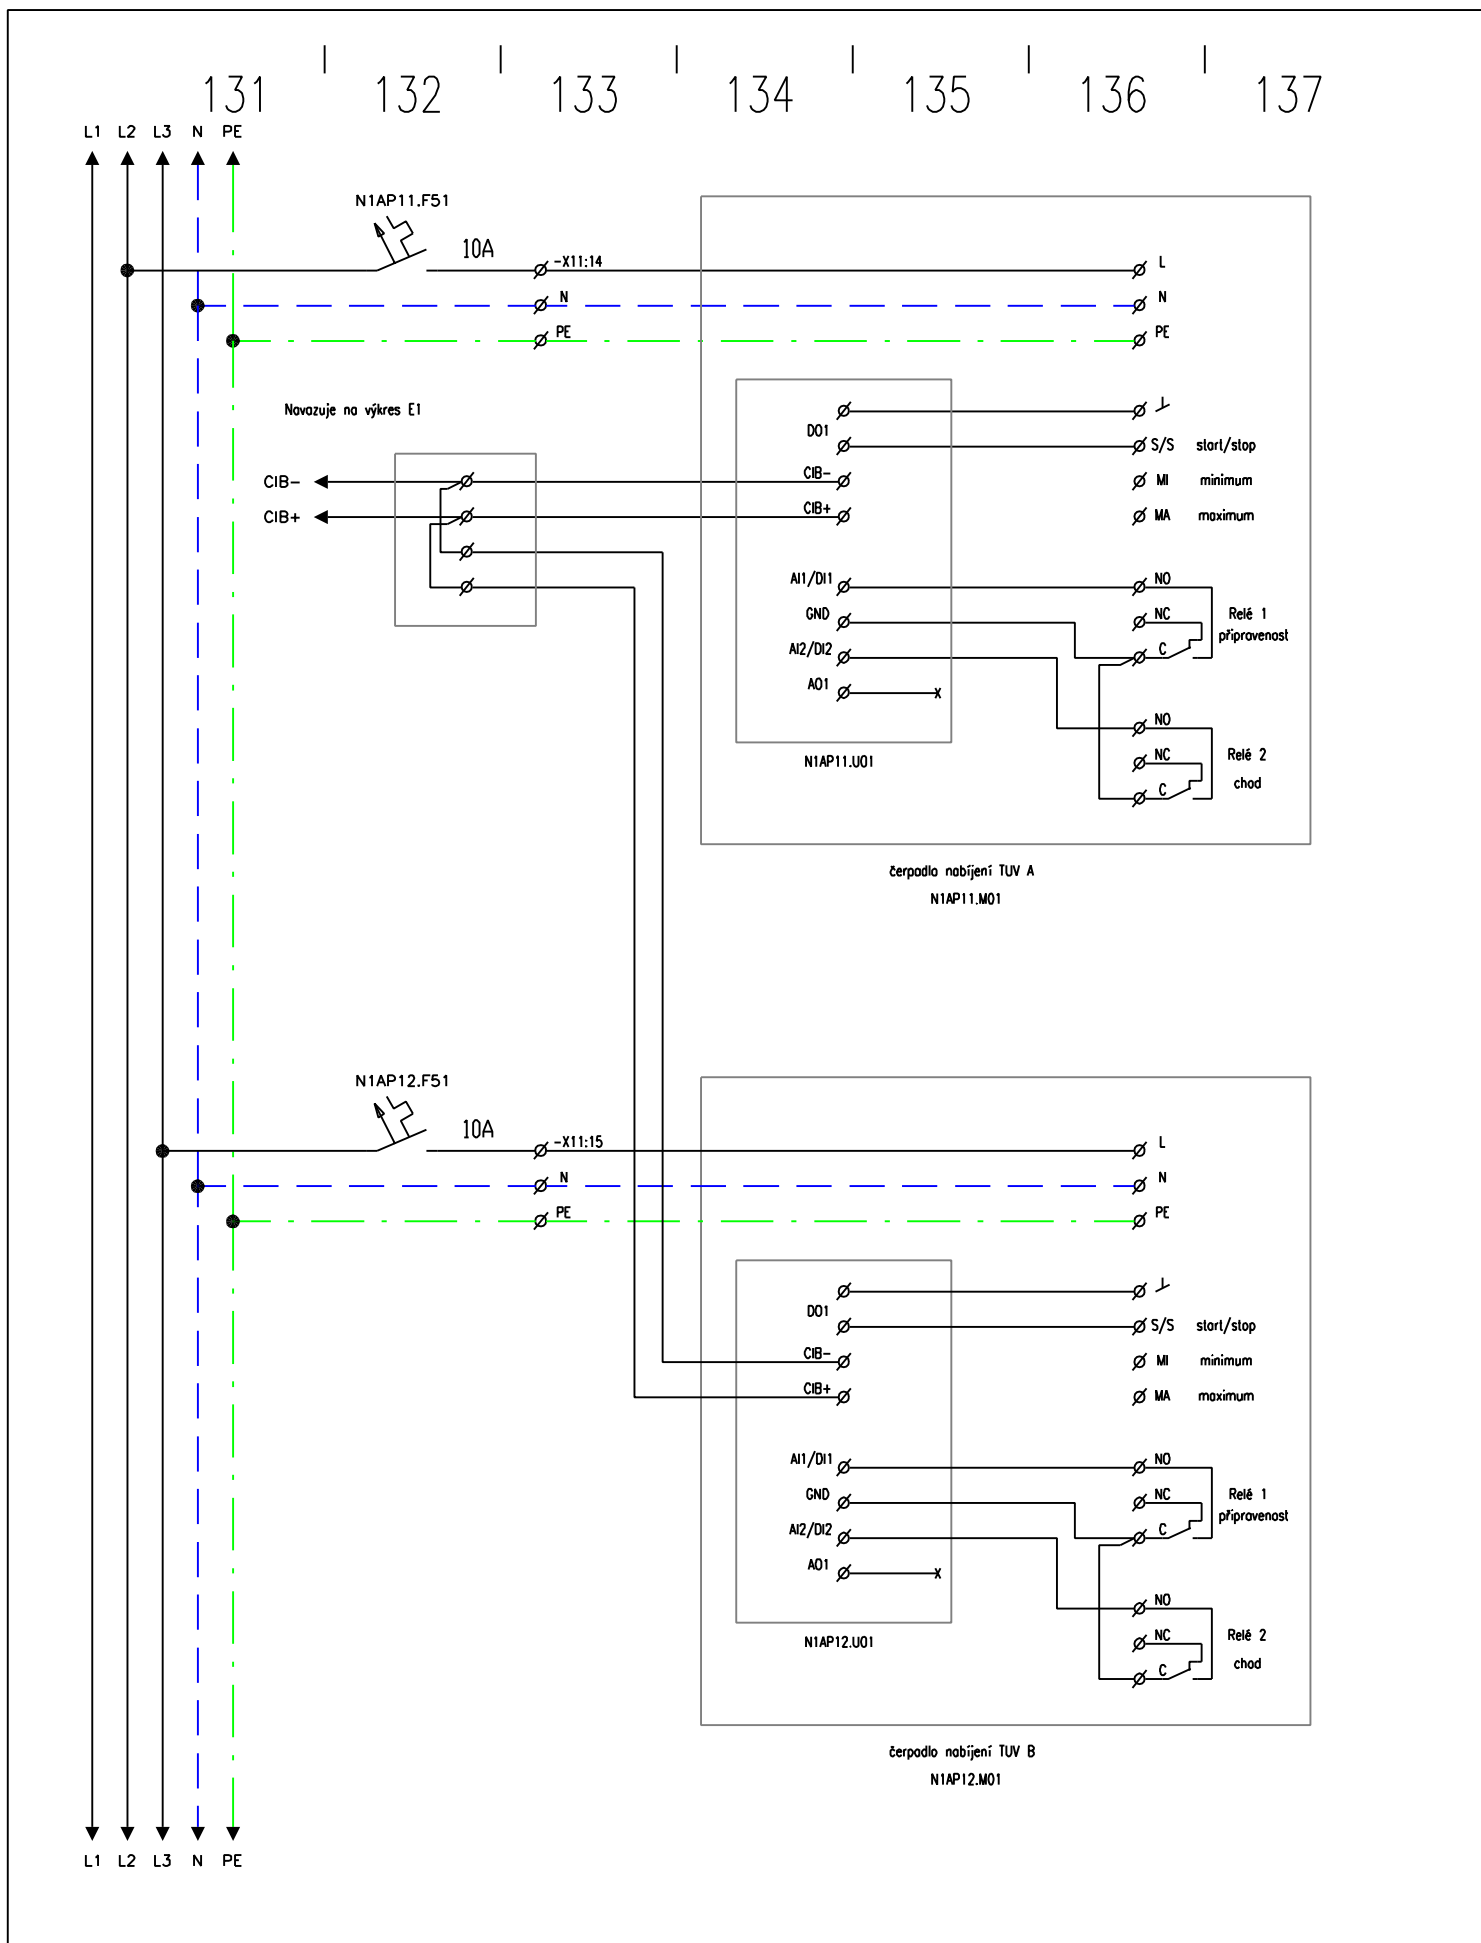 131 132 133 134 135 136 137
L1 L2 L3 N PE
N1AP11.F51
10A
-X11:14
L
N
N
PE
PE
Navazuje na výkres E1
DO1
S/S start/stop
CIB-
CIB-
MI minimum
CIB+
CIB+
MA maximum
AI1/DI1
NO
GND
NC
Relé 1
připravenost
AI2/DI2
C
AO1
NO
N1AP11.U01
NC
Relé 2
chod
C
čerpadlo nabíjení TUV A
N1AP11.M01
N1AP12.F51
10A
-X11:15
L
N
N
PE
PE
DO1
S/S start/stop
CIB-
MI minimum
CIB+
MA maximum
AI1/DI1
NO
GND
NC
Relé 1
připravenost
AI2/DI2
C
AO1
NO
N1AP12.U01
NC
Relé 2
chod
C
čerpadlo nabíjení TUV B
N1AP12.M01
L1 L2 L3 N PE